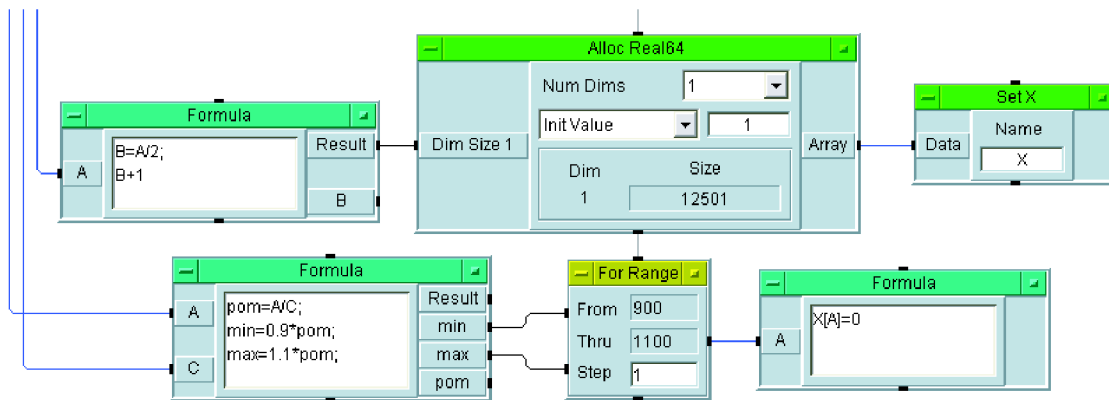 Alloc Real64
Num Dims 1
Init Value 1
Dim Size 1
Array
Dim Size
1 12501
Set X
Name
Data
X
Formula
B=A/2;
B+1
A
Result
B
Formula
pom=A/C;
min=0.9*pom;
max=1.1*pom;
A
C
Result
min
max
pom
For Range
From 900
Thru 1100
Step 1
Formula
A
X[A]=0